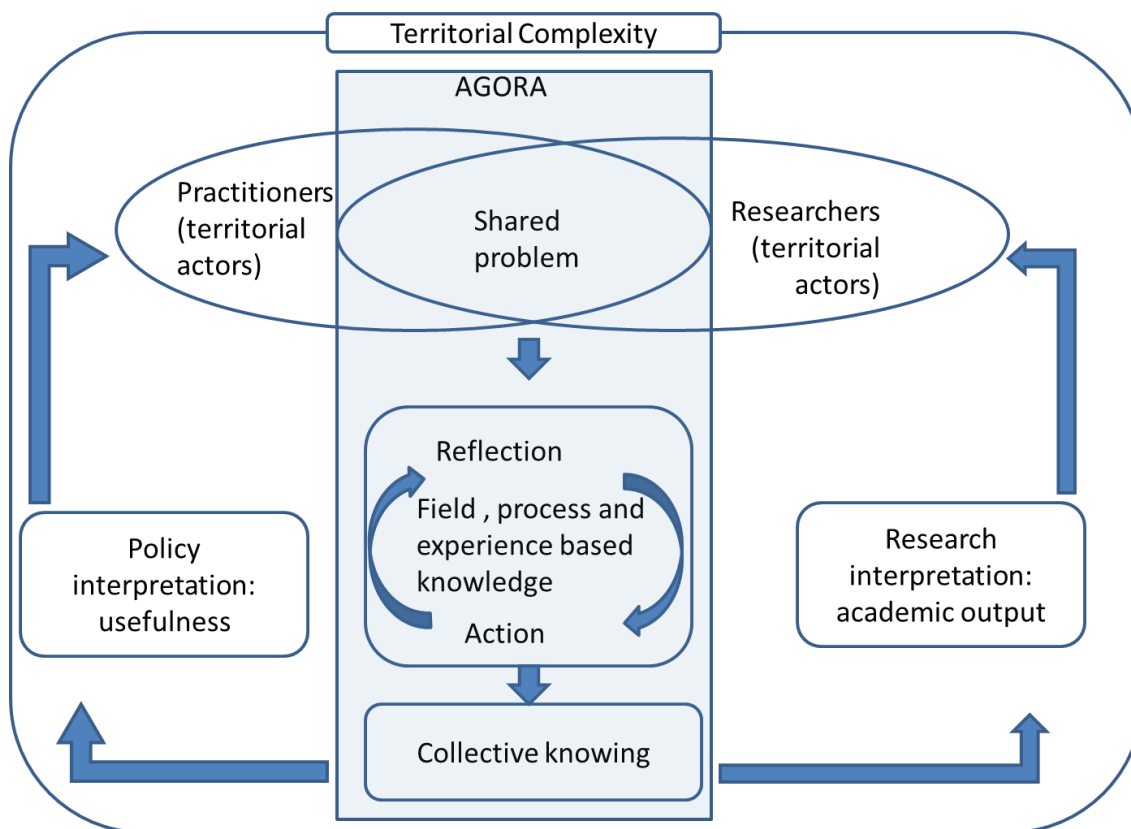 Territorial Complexity
AGORA
Practitioners
(territorial
actors)
Shared
problem
Researchers
(territorial
actors)
Reflection
Field , process and
experience based
knowledge
Action
Policy
interpretation:
usefulness
Research
interpretation:
academic output
Collective knowing